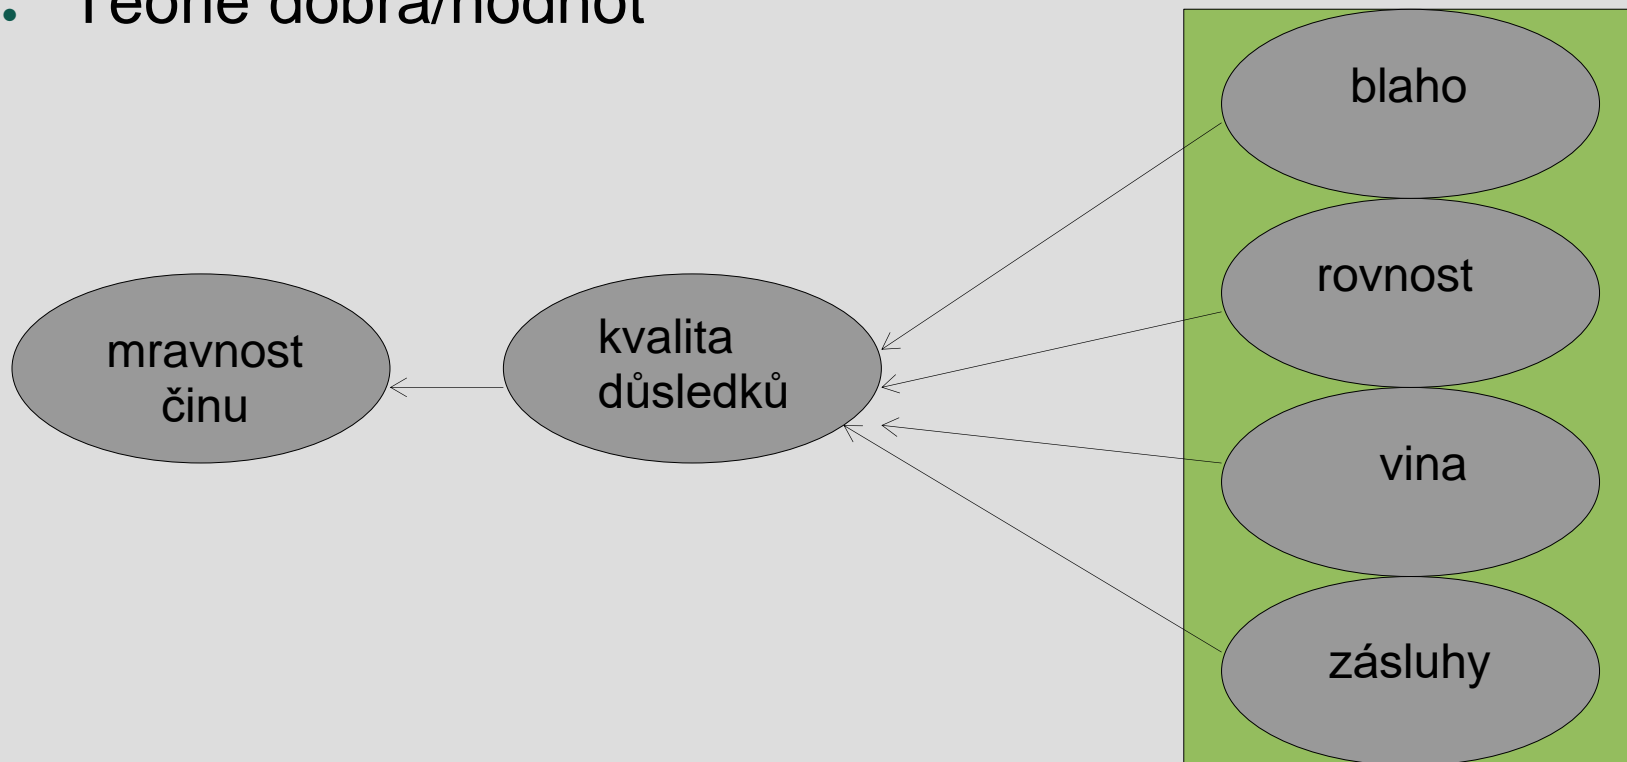 • Teorie dobra/hodnot
blaho
rovnost
kvalita
důsledků
mravnost
činu
vina
zásluhy